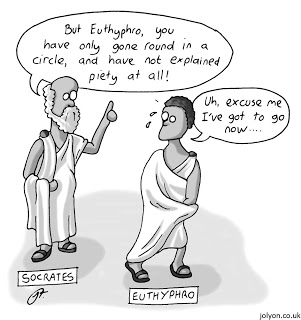 But Euthyphro, you
have only gone round in a
circle, and have not explained
piety at all!
Uh, excuse me
I've got to go
now....
SOCRATES
EUTHYPHRO
jolyon.co.uk